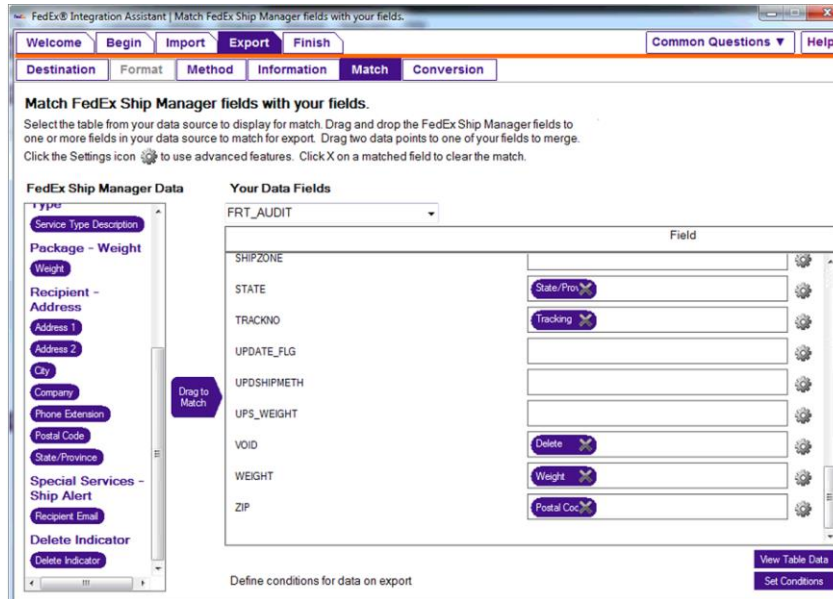 FedEx® Integration Assistant | Match FedEx Ship Manager fields with your fields.
Welcome Begin Import Export Finish Common Questions ▼ Help
Destination Format Method Information Match Conversion
Match FedEx Ship Manager fields with your fields.
Select the table from your data source to display for match. Drag and drop the FedEx Ship Manager fields to
one or more fields in your data source to match for export. Drag two data points to one of your fields to merge.
Click the Settings icon to use advanced features. Click X on a matched field to clear the match.
FedEx Ship Manager Data
Type
Service Type Description
Package - Weight
Weight
Recipient -
Address
Address 1
Address 2
City
Company
Phone Extension
Postal Code
State/Province
Special Services -
Ship Alert
Recipient Email
Delete Indicator
Delete Indicator
Drag to
Match
Your Data Fields
FRT_AUDIT
Field
SHIPZONE
STATE State/Prov
TRACKNO Tracking
UPDATE_FLG
UPDSHIPMETH
UPS_WEIGHT
VOID Delete
WEIGHT Weight
ZIP Postal Coc
View Table Data
Define conditions for data on export Set Conditions